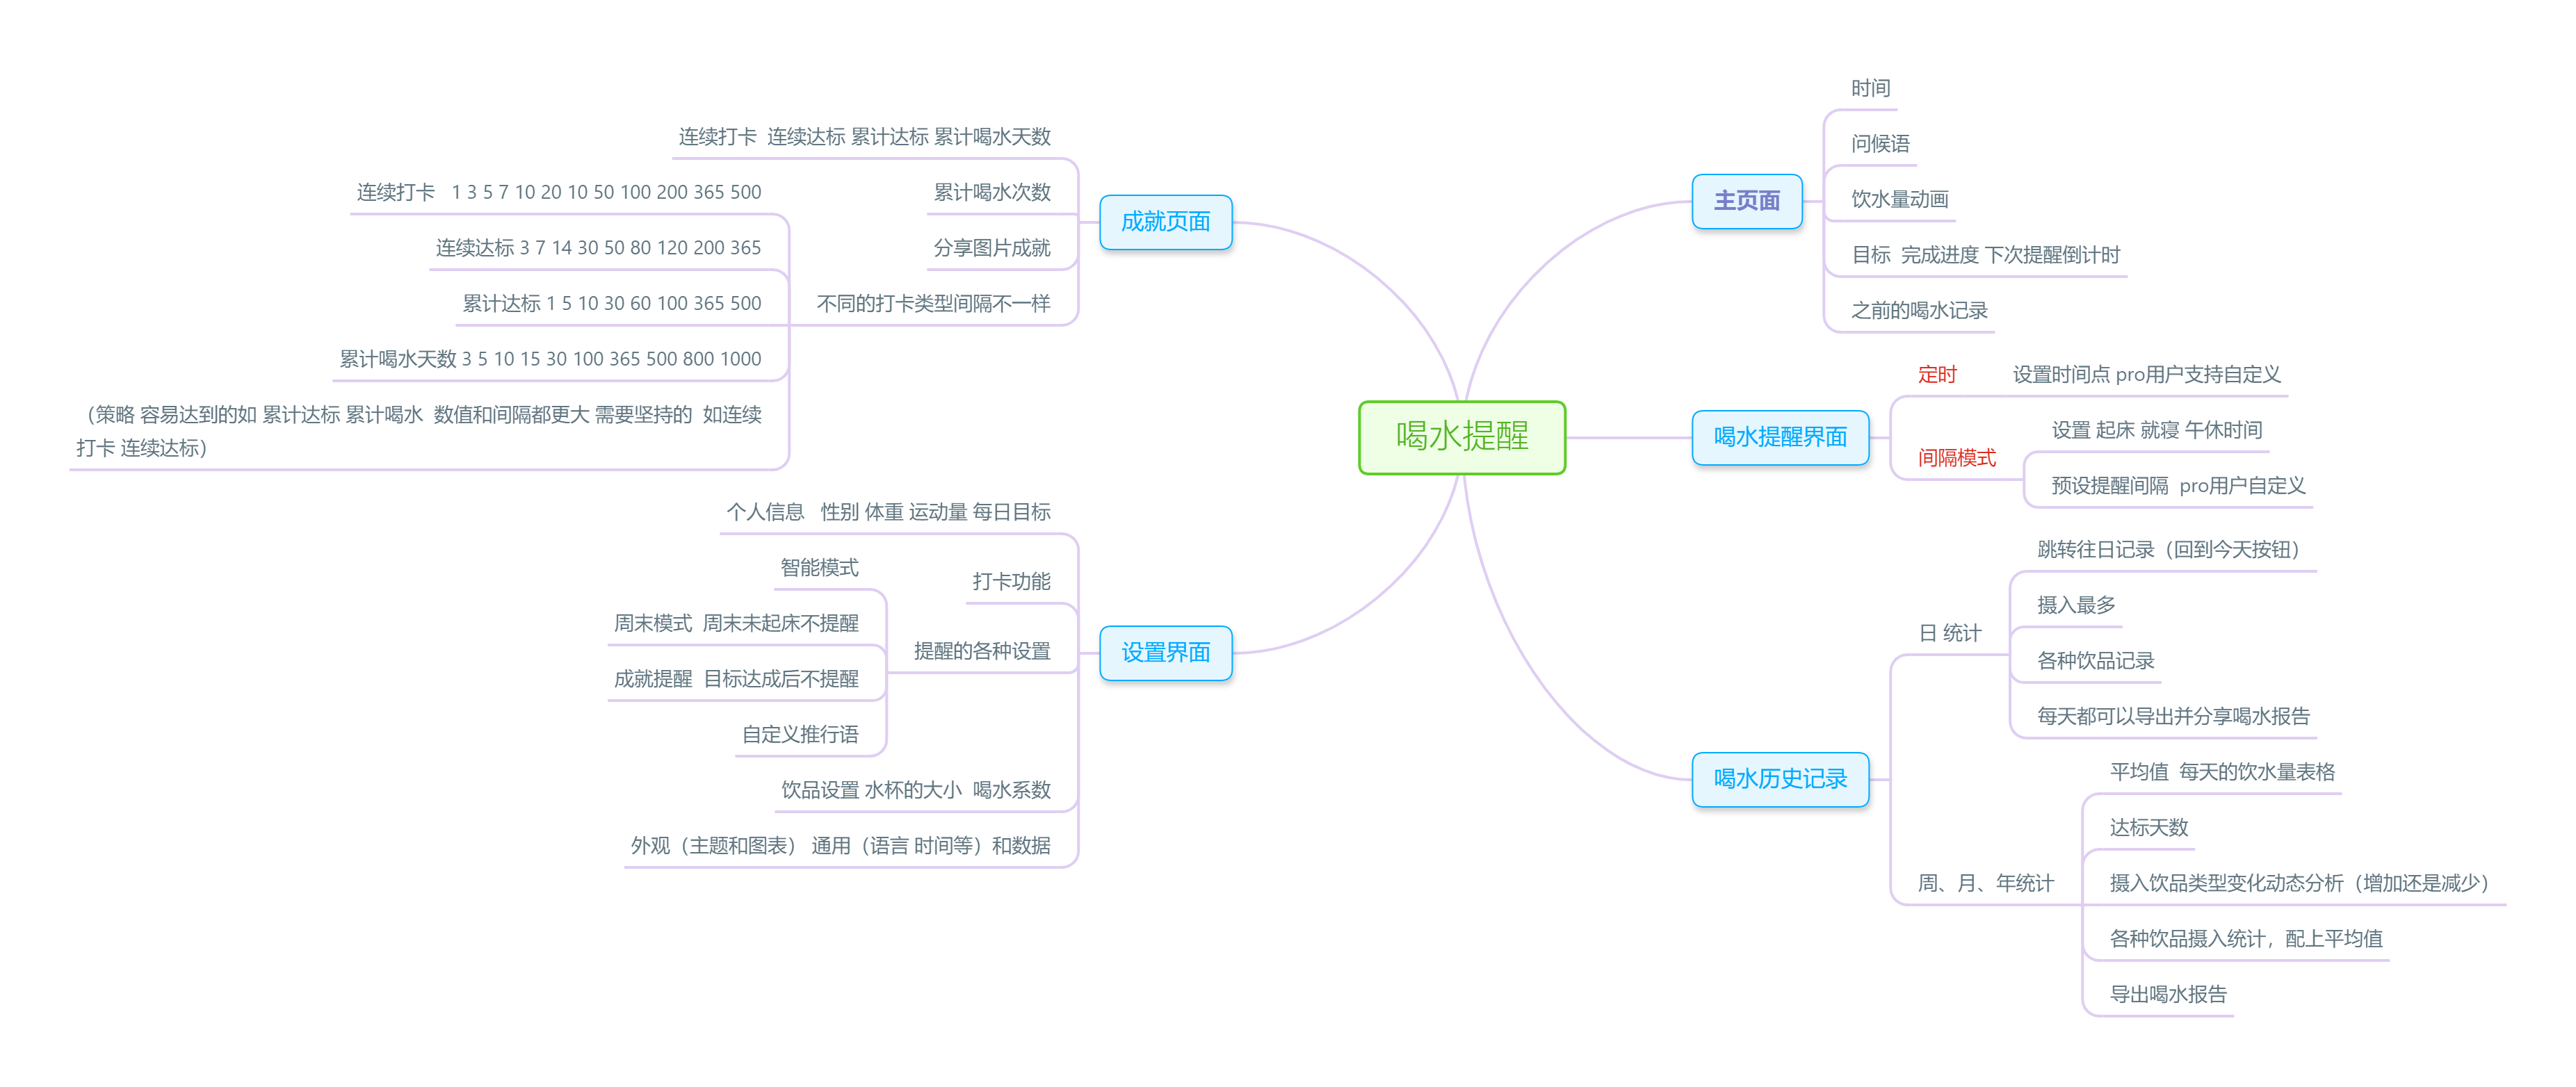 喝水提醒
主页面
时间
问候语
饮水量动画
目标 完成进度 下次提醒倒计时
之前的喝水记录
喝水提醒界面
定时
设置时间点 pro用户支持自定义
间隔模式
设置 起床 就寝 午休时间
预设提醒间隔 pro用户自定义
喝水历史记录
日 统计
跳转往日记录（回到今天按钮）
摄入最多
各种饮品记录
每天都可以导出并分享喝水报告
周、月、年统计
平均值 每天的饮水量表格
达标天数
摄入饮品类型变化动态分析（增加还是减少）
各种饮品摄入统计，配上平均值
导出喝水报告
成就页面
连续打卡 连续达标 累计达标 累计喝水天数
累计喝水次数
分享图片成就
不同的打卡类型间隔不一样
连续打卡 1 3 5 7 10 20 10 50 100 200 365 500
连续达标 3 7 14 30 50 80 120 200 365
累计达标 1 5 10 30 60 100 365 500
累计喝水天数 3 5 10 15 30 100 365 500 800 1000
（策略 容易达到的如 累计达标 累计喝水 数值和间隔都更大 需要坚持的 如连续
打卡 连续达标）
设置界面
个人信息 性别 体重 运动量 每日目标
打卡功能
提醒的各种设置
智能模式
周末模式 周末未起床不提醒
成就提醒 目标达成后不提醒
自定义推行语
饮品设置 水杯的大小 喝水系数
外观（主题和图表） 通用（语言 时间等）和数据